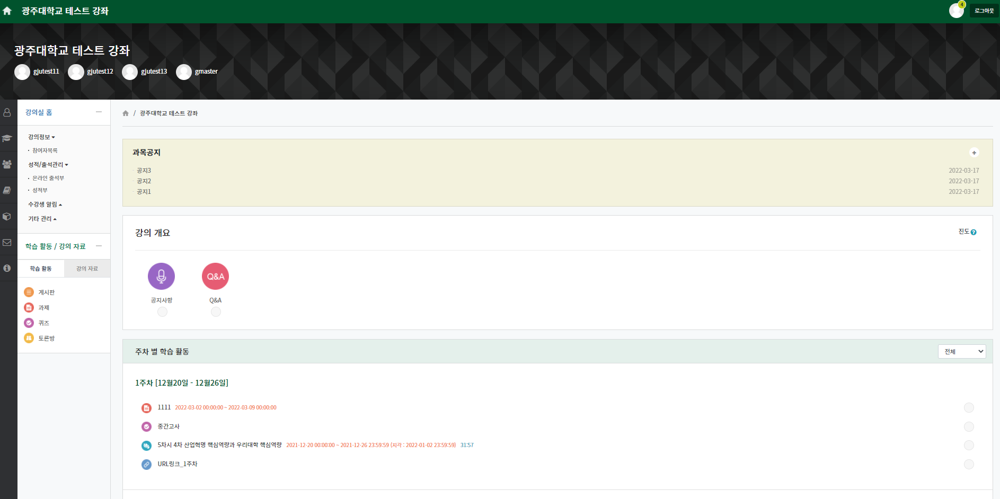 광주대학교 테스트 강좌
4
로그아웃
광주대학교 테스트 강좌
gjutest11 gjutest12 gjutest13 gmaster
강의실 홈
강의정보
참여자목록
성적/출석관리
온라인 출석부
성적부
수강생 알림
기타 관리
학습 활동 / 강의 자료
학습 활동 강의 자료
게시판
과제
퀴즈
토론방
/ 광주대학교 테스트 강좌
과목공지
- 공지3 2022-03-17
- 공지2 2022-03-17
- 공지1 2022-03-17
강의 개요 진도
Q&A
공지사항 Q&A
주차 별 학습 활동 전체
1주차 [12월20일 - 12월26일]
1111 2022-03-02 00:00:00 ~ 2022-03-09 00:00:00
중간고사
5차시 4차 산업혁명 핵심역량과 우리대학 핵심역량 2021-12-20 00:00:00 ~ 2021-12-26 23:59:59 (지각 : 2022-01-02 23:59:59) 31:57
URL링크_1주차